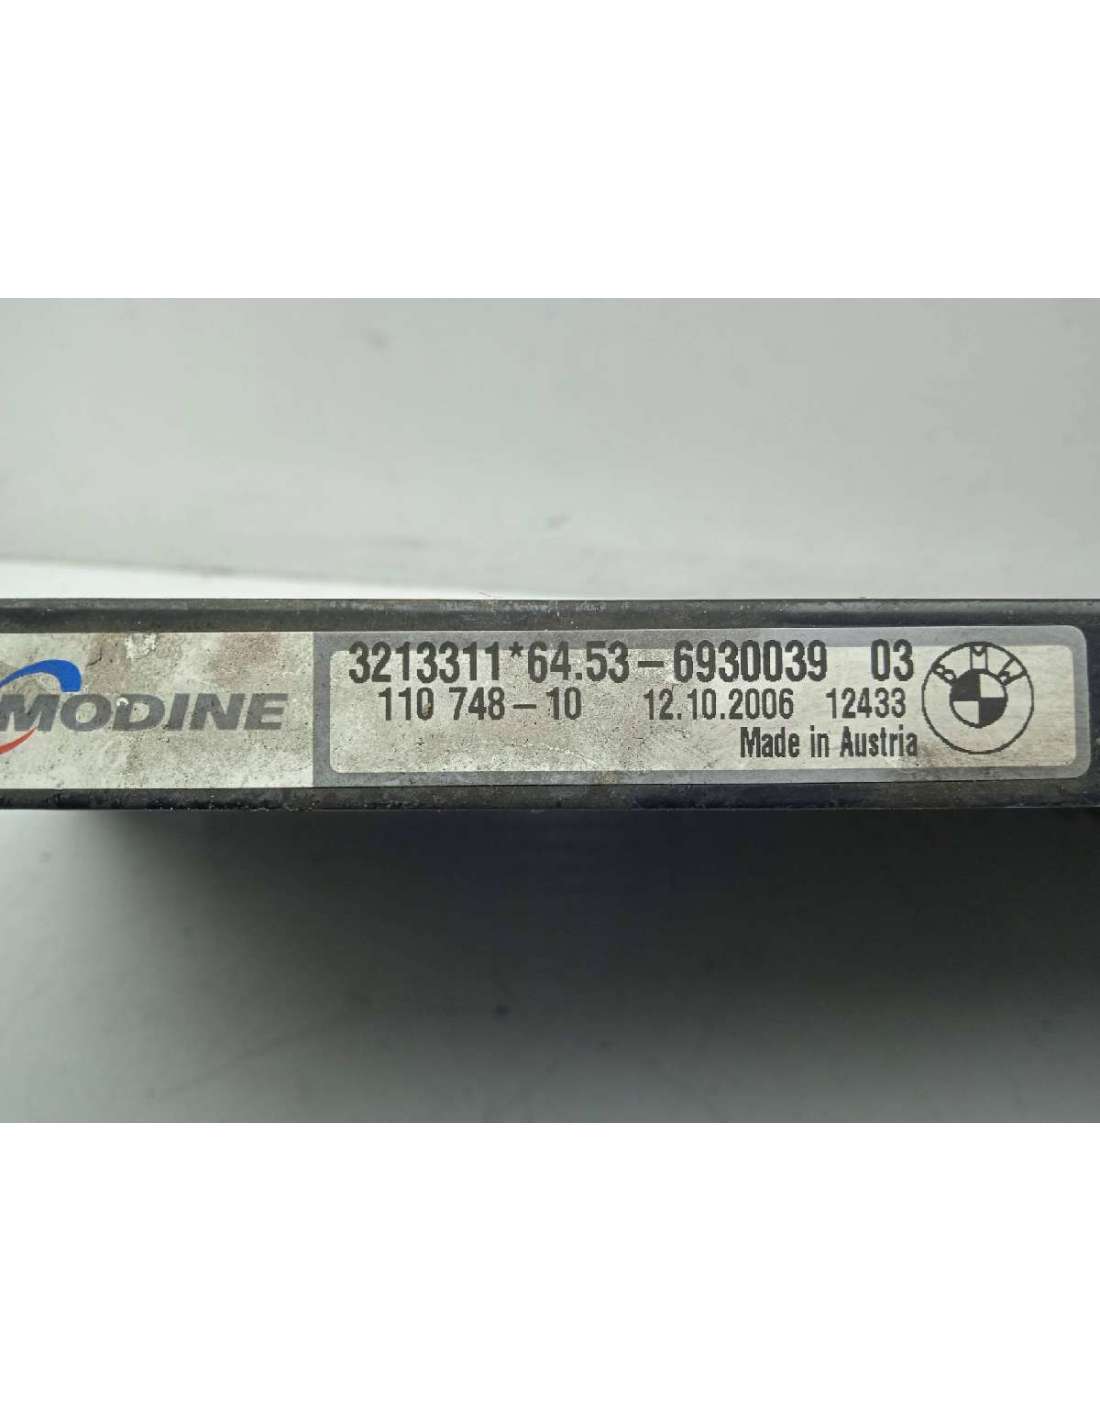 MODINE
3213311*64.53-6930039 03
110 748-10 12.10.2006 12433
Made in Austria
BMW